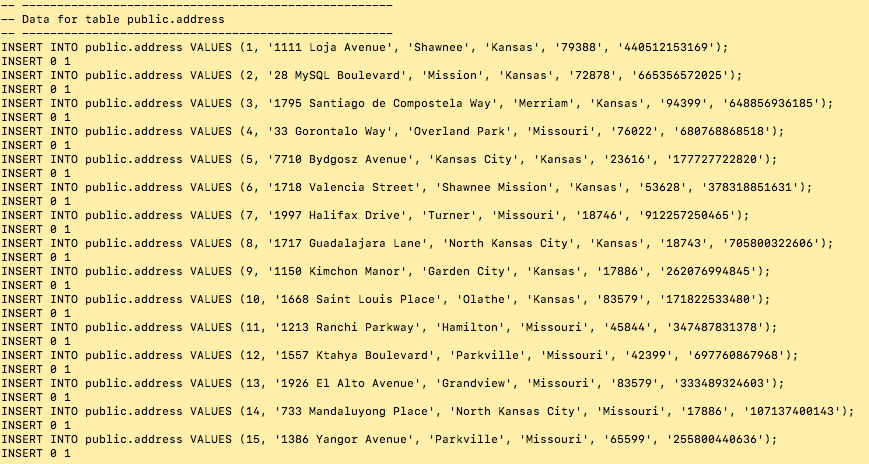 -- -----------------------------------------------------
-- Data for table public.address
-- -----------------------------------------------------
INSERT INTO public.address VALUES (1, '1111 Loja Avenue', 'Shawnee', 'Kansas', '79388', '440512153169');
INSERT 0 1
INSERT INTO public.address VALUES (2, '28 MySQL Boulevard', 'Mission', 'Kansas', '72878', '665356572025');
INSERT 0 1
INSERT INTO public.address VALUES (3, '1795 Santiago de Compostela Way', 'Merriam', 'Kansas', '94399', '648856936185');
INSERT 0 1
INSERT INTO public.address VALUES (4, '33 Gorontalo Way', 'Overland Park', 'Missouri', '76022', '680768868518');
INSERT 0 1
INSERT INTO public.address VALUES (5, '7710 Bydgosz Avenue', 'Kansas City', 'Kansas', '23616', '177727722820');
INSERT 0 1
INSERT INTO public.address VALUES (6, '1718 Valencia Street', 'Shawnee Mission', 'Kansas', '53628', '378318851631');
INSERT 0 1
INSERT INTO public.address VALUES (7, '1997 Halifax Drive', 'Turner', 'Missouri', '18746', '912257250465');
INSERT 0 1
INSERT INTO public.address VALUES (8, '1717 Guadalajara Lane', 'North Kansas City', 'Kansas', '18743', '705800322606');
INSERT 0 1
INSERT INTO public.address VALUES (9, '1150 Kimchon Manor', 'Garden City', 'Kansas', '17886', '262076994845');
INSERT 0 1
INSERT INTO public.address VALUES (10, '1668 Saint Louis Place', 'Olathe', 'Kansas', '83579', '171822533480');
INSERT 0 1
INSERT INTO public.address VALUES (11, '1213 Ranchi Parkway', 'Hamilton', 'Missouri', '45844', '347487831378');
INSERT 0 1
INSERT INTO public.address VALUES (12, '1557 Ktahya Boulevard', 'Parkville', 'Missouri', '42399', '697760867968');
INSERT 0 1
INSERT INTO public.address VALUES (13, '1926 El Alto Avenue', 'Grandview', 'Missouri', '83579', '333489324603');
INSERT 0 1
INSERT INTO public.address VALUES (14, '733 Mandaluyong Place', 'North Kansas City', 'Missouri', '17886', '107137400143');
INSERT 0 1
INSERT INTO public.address VALUES (15, '1386 Yangor Avenue', 'Parkville', 'Missouri', '65599', '255800440636');
INSERT 0 1